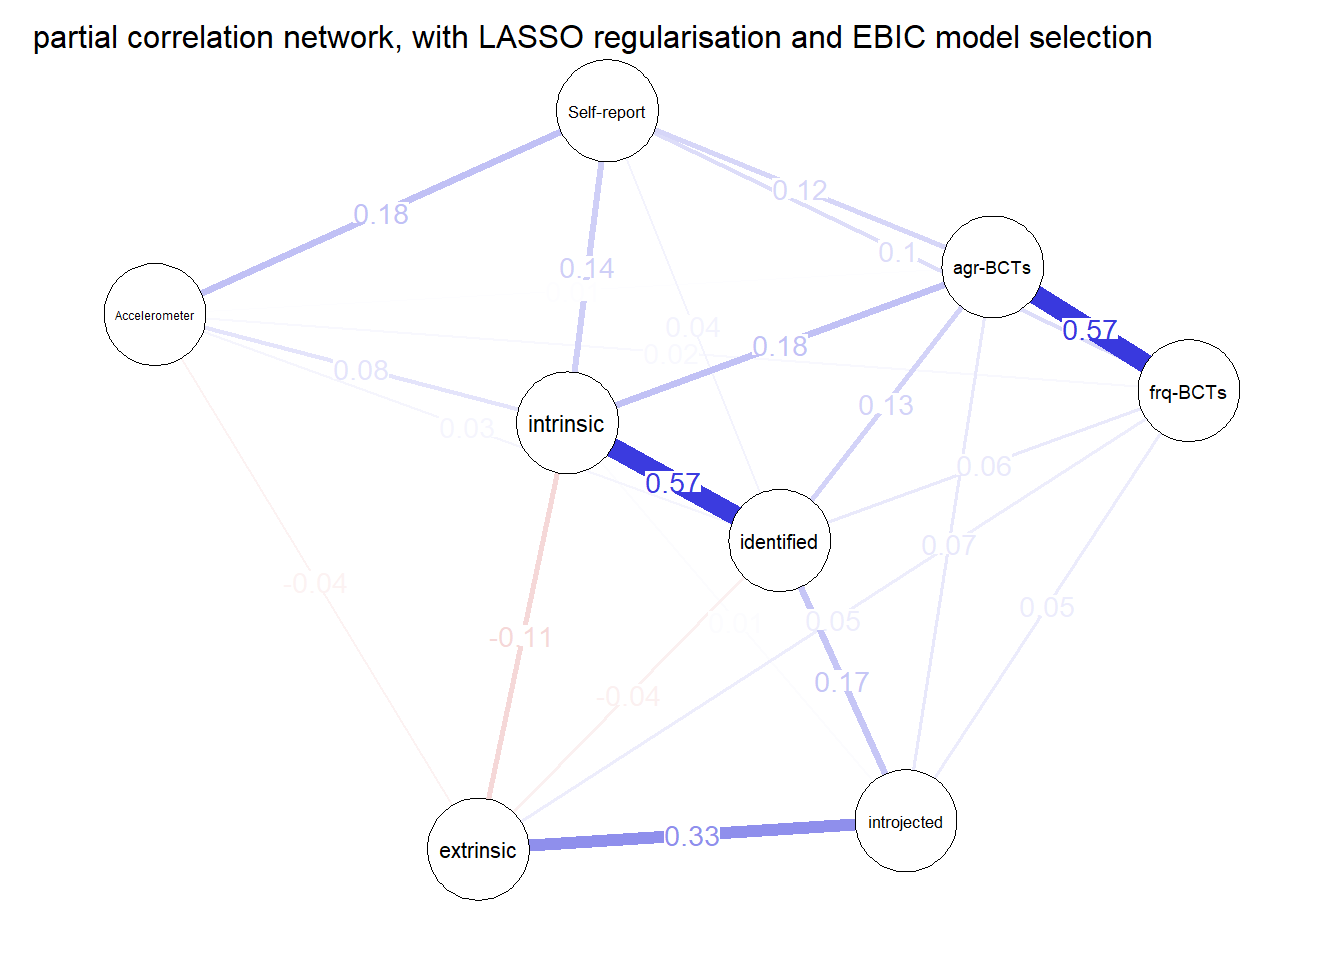 partial correlation network, with LASSO regularisation and EBIC model selection
Self-report
0.12
0.18
0.1
0.14
agr-BCTs
Accelerometer
0.04
0.57
0.18
0.02
0.08
frq-BCTs
0.13
intrinsic
0.03
0.06
0.57
identified
0.07
-0.04
0.05
0.01
0.05
-0.11
0.17
-0.04
introjected
0.33
extrinsic